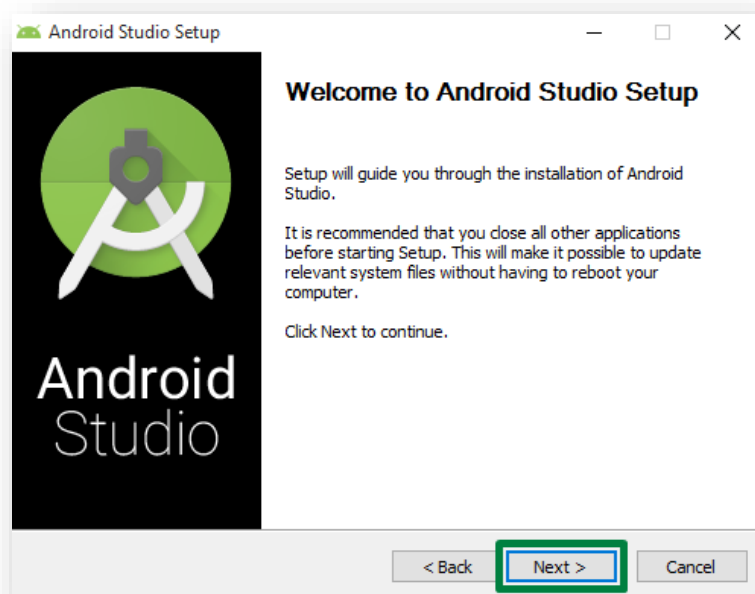 Android Studio Setup
Welcome to Android Studio Setup
Setup will guide you through the installation of Android
Studio.
It is recommended that you close all other applications
before starting Setup. This will make it possible to update
relevant system files without having to reboot your
computer.
Click Next to continue.
Android
Studio
< Back
Next >
Cancel